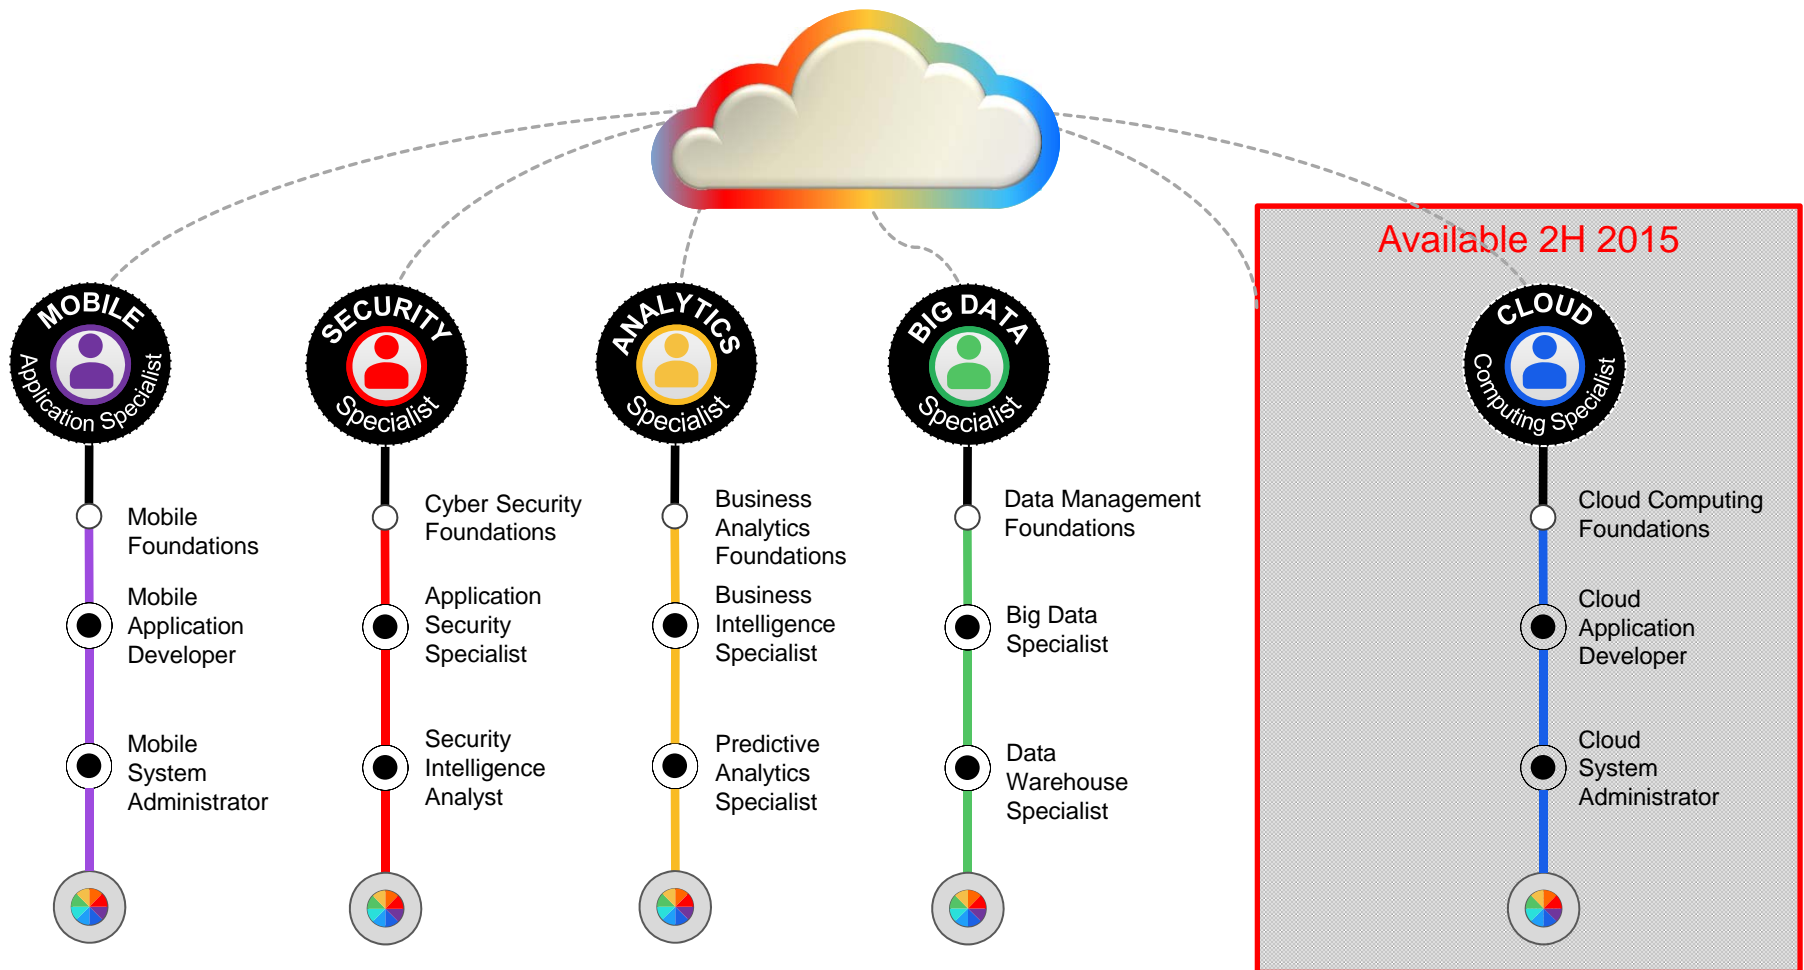 Available 2H 2015
MOBILE
Application Specialist
SECURITY
Specialist
ANALYTICS
Specialist
BIG DATA
Specialist
CLOUD
Computing Specialist
Mobile
Foundations
Mobile
Application
Developer
Mobile
System
Administrator
Cyber Security
Foundations
Application
Security
Specialist
Security
Intelligence
Analyst
Business
Analytics
Foundations
Business
Intelligence
Specialist
Predictive
Analytics
Specialist
Data Management
Foundations
Big Data
Specialist
Data
Warehouse
Specialist
Cloud Computing
Foundations
Cloud
Application
Developer
Cloud
System
Administrator